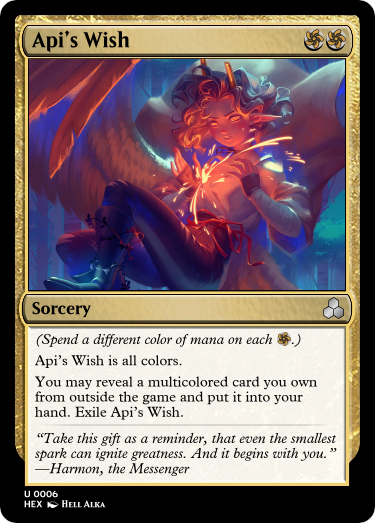 Api's Wish
Sorcery
(Spend a different color of mana on each .)
Api's Wish is all colors.
You may reveal a multicolored card you own
from outside the game and put it into your
hand. Exile Api's Wish.
“Take this gift as a reminder, that even the smallest
spark can ignite greatness. And it begins with you.”
—Harmon, the Messenger
U 0006
HEX Hell Alka